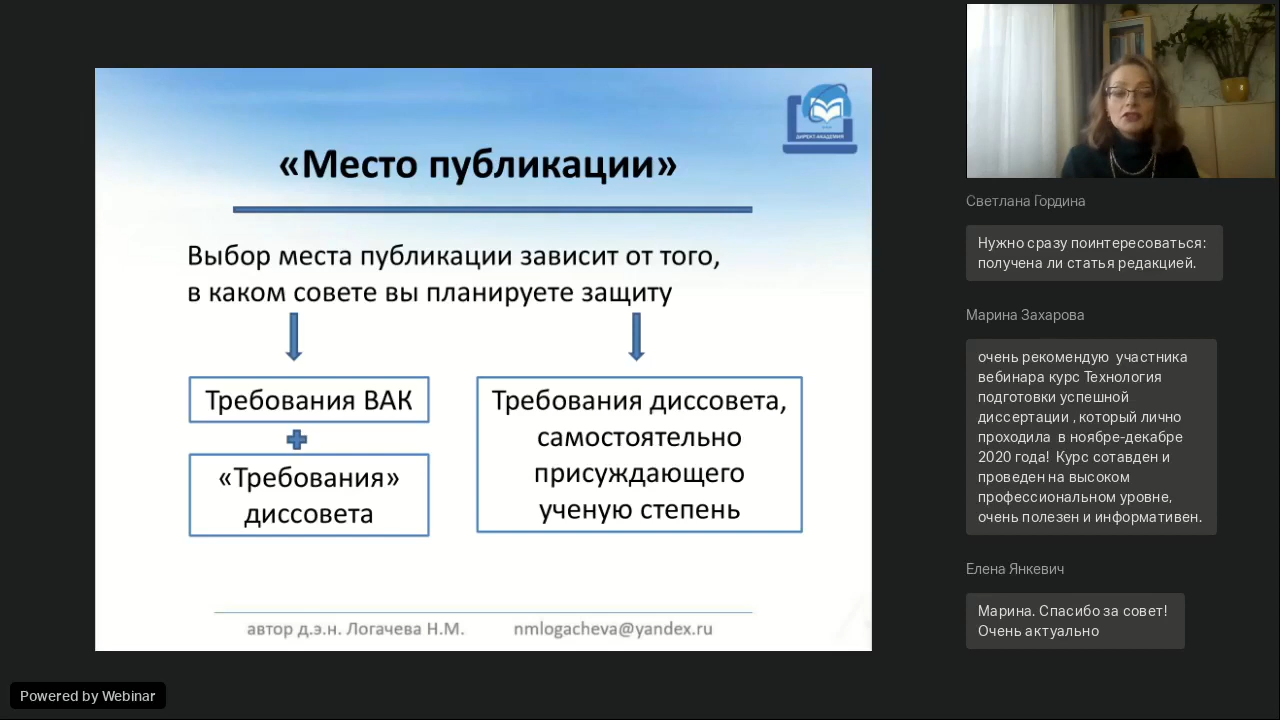 ДИРЕКТ-АКАДЕМИЯ
«Место публикации»
Выбор места публикации зависит от того,
в каком совете вы планируете защиту
Требования ВАК
«Требования»
диссовета
Требования диссовета,
самостоятельно
присуждающего
ученую степень
автор д.э.н. Логачева Н.М. nmlogacheva@yandex.ru
Светлана Гордина
Нужно сразу поинтересоваться:
получена ли статья редакцией.
Марина Захарова
очень рекомендую участника
вебинара курс Технология
подготовки успешной
диссертации , который лично
проходила в ноябре-декабре
2020 года! Курс сотавден и
проведен на высоком
профессиональном уровне,
очень полезен и информативен.
Елена Янкевич
Марина. Спасибо за совет!
Очень актуально
Powered by Webinar